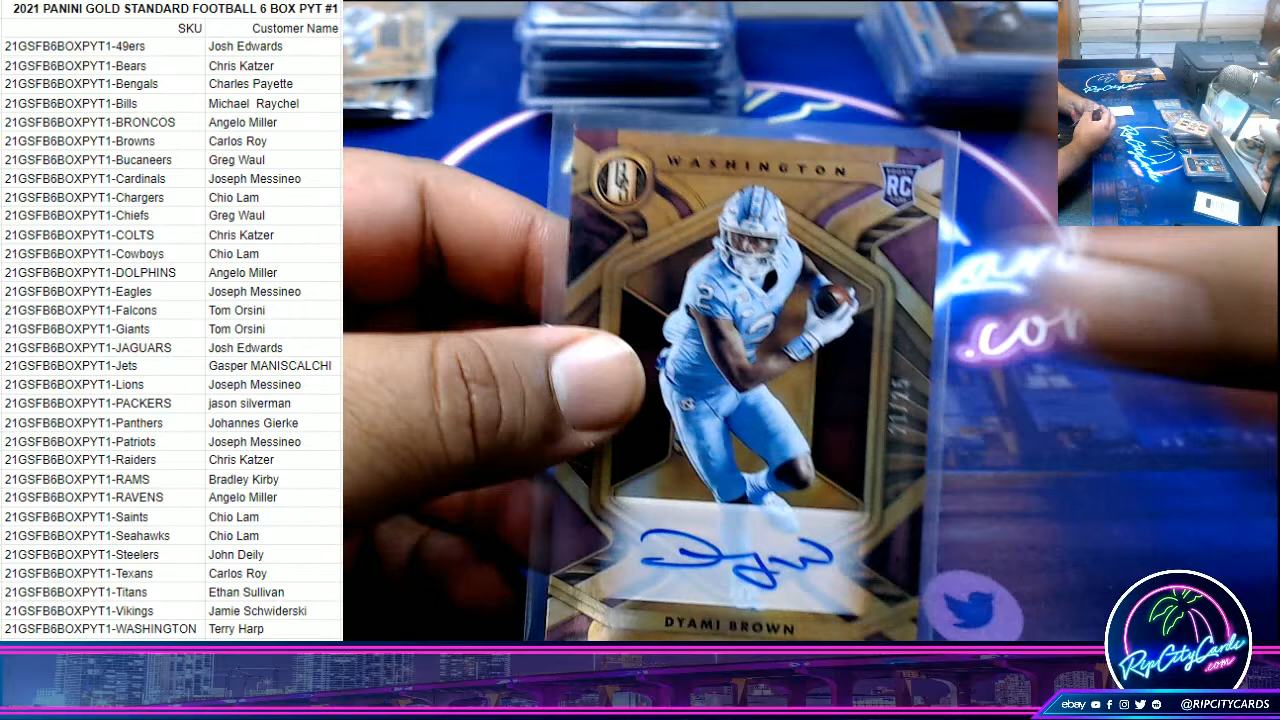 2021 PANINI GOLD STANDARD FOOTBALL 6 BOX PYT #1
SKU Customer Name
21GSFB6BOXPYT1-49ers Josh Edwards
21GSFB6BOXPYT1-Bears Chris Katzer
21GSFB6BOXPYT1-Bengals Charles Payette
21GSFB6BOXPYT1-Bills Michael Raychel
21GSFB6BOXPYT1-BRONCOS Angelo Miller
21GSFB6BOXPYT1-Browns Carlos Roy
21GSFB6BOXPYT1-Bucaneers Greg Waul
21GSFB6BOXPYT1-Cardinals Joseph Messineo
21GSFB6BOXPYT1-Chargers Chio Lam
21GSFB6BOXPYT1-Chiefs Greg Waul
21GSFB6BOXPYT1-COLTS Chris Katzer
21GSFB6BOXPYT1-Cowboys Chio Lam
21GSFB6BOXPYT1-DOLPHINS Angelo Miller
21GSFB6BOXPYT1-Eagles Joseph Messineo
21GSFB6BOXPYT1-Falcons Tom Orsini
21GSFB6BOXPYT1-Giants Tom Orsini
21GSFB6BOXPYT1-JAGUARS Josh Edwards
21GSFB6BOXPYT1-Jets Gasper MANISCALCHI
21GSFB6BOXPYT1-Lions Joseph Messineo
21GSFB6BOXPYT1-PACKERS jason silverman
21GSFB6BOXPYT1-Panthers Johannes Gierke
21GSFB6BOXPYT1-Patriots Joseph Messineo
21GSFB6BOXPYT1-Raiders Chris Katzer
21GSFB6BOXPYT1-RAMS Bradley Kirby
21GSFB6BOXPYT1-RAVENS Angelo Miller
21GSFB6BOXPYT1-Saints Chio Lam
21GSFB6BOXPYT1-Seahawks Chio Lam
21GSFB6BOXPYT1-Steelers John Deily
21GSFB6BOXPYT1-Texans Carlos Roy
21GSFB6BOXPYT1-Titans Ethan Sullivan
21GSFB6BOXPYT1-Vikings Jamie Schwiderski
21GSFB6BOXPYT1-WASHINGTON Terry Harp
WASHINGTON
RC
2
DYAMI BROWN
.com
RipCityCards
.com
ebay @RIPCITYCARDS